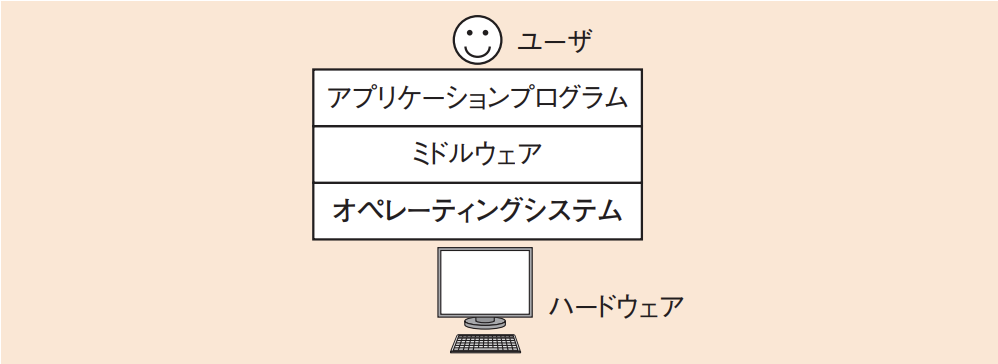 ユーザ
アプリケーションプログラム
ミドルウェア
オペレーティングシステム
ハードウェア